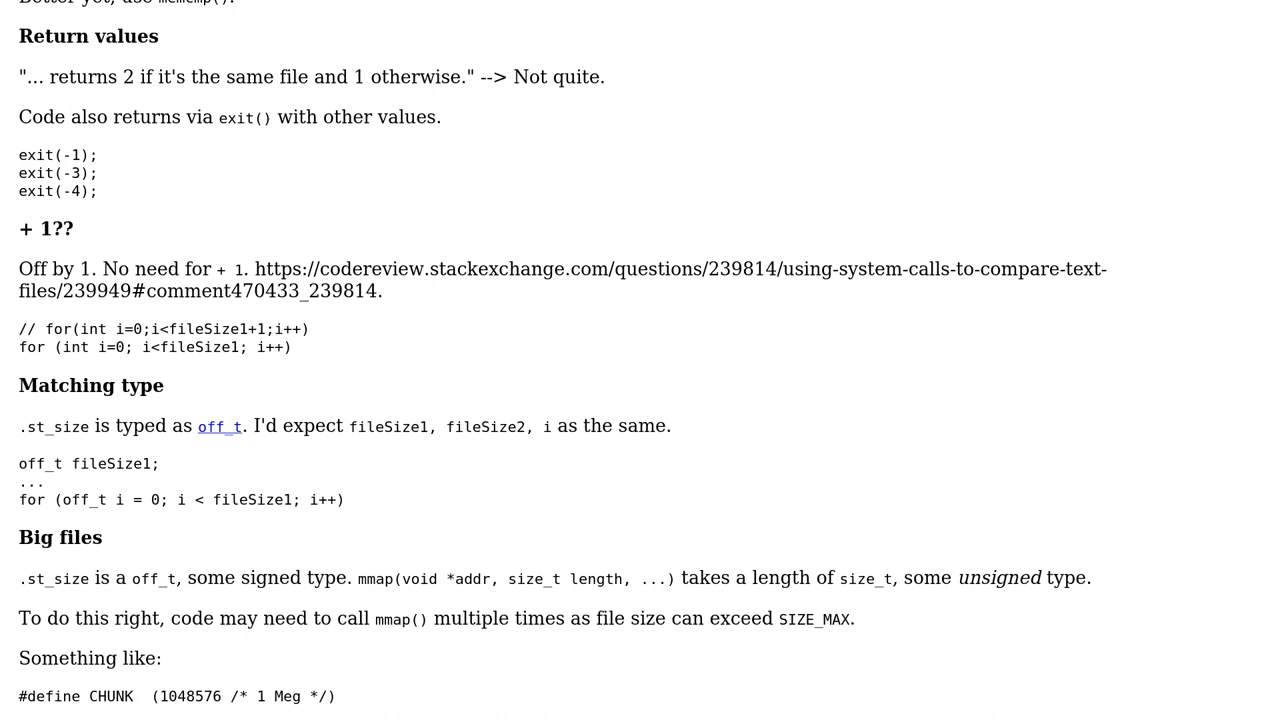 Better yet, use memcmp().
Return values
"... returns 2 if it's the same file and 1 otherwise." --> Not quite.
Code also returns via exit() with other values.
exit(-1);
exit(-3);
exit(-4);
+ 1??
Off by 1. No need for + 1. https://codereview.stackexchange.com/questions/239814/using-system-calls-to-compare-text-
files/239949#comment470433_239814.
// for(int i=0;i<fileSize1+1;i++)
for (int i=0; i<fileSize1; i++)
Matching type
.st_size is typed as off_t. I'd expect fileSize1, fileSize2, i as the same.
off_t fileSize1;
...
for (off_t i = 0; i < fileSize1; i++)
Big files
.st_size is a off_t, some signed type. mmap(void *addr, size_t length, ...) takes a length of size_t, some unsigned type.
To do this right, code may need to call mmap() multiple times as file size can exceed SIZE_MAX.
Something like:
#define CHUNK  (1048576 /* 1 Meg */)